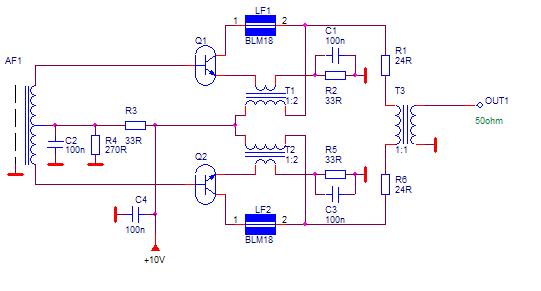 LF1
1 2
BLM18
Q1
C1
100n
R1
24R
AF1
R2
33R
T1
1:2
T3
OUT1
50ohm
1:1
R3
33R
C2
100n
R4
270R
T2
1:2
R5
33R
Q2
C3
100n
R6
24R
C4
100n
LF2
1 2
BLM18
+10V